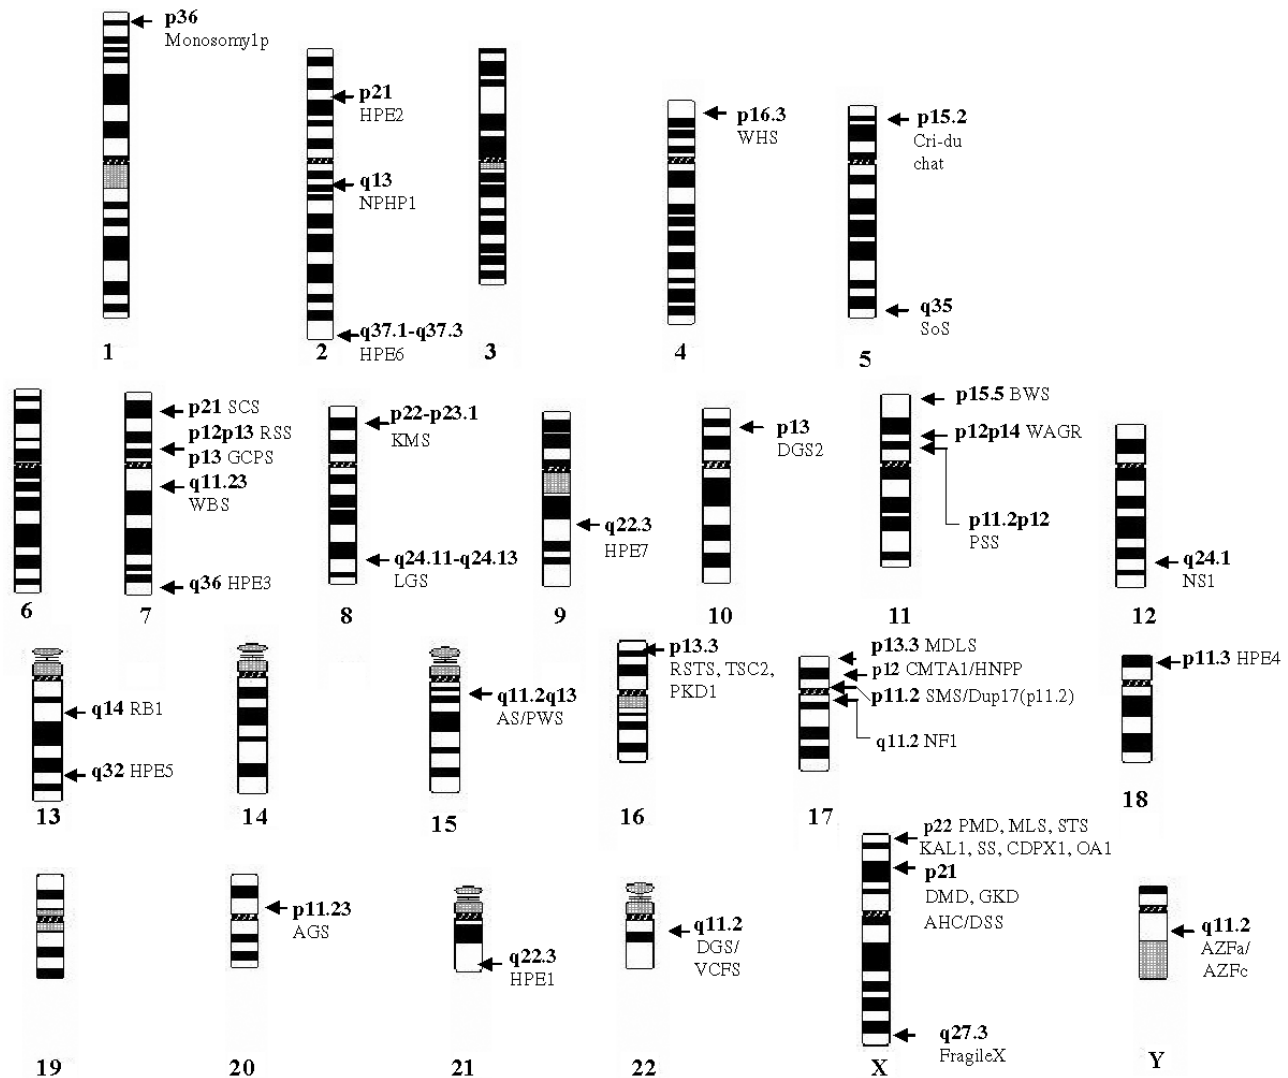 p36
Monosomy1p
p21
HPE2
q13
NPHP1
q37.1-q37.3
HPE6
p16.3
WHS
p15.2
Cri-du
chat
q35
SoS
1
2
3
4
5
p21 SCS
p12p13 RSS
p13 GCPS
q11.23
WBS
q36 HPE3
p22-p23.1
KMS
q24.11-q24.13
LGS
q22.3
HPE7
p13
DGS2
p15.5 BWS
p12p14 WAGR
p11.2p12
PSS
q24.1
NS1
6
7
8
9
10
11
12
q14 RB1
q32 HPE5
q11.2q13
AS/PWS
p13.3
RSTS, TSC2,
PKD1
p13.3 MDLS
p12 CMTA1/HNPP
p11.2 SMS/Dup17(p11.2)
q11.2 NF1
p11.3 HPE4
13
14
15
16
17
18
p11.23
AGS
q22.3
HPE1
q11.2
DGS/
VCFS
p22 PMD, MLS, STS
KAL1, SS, CDPX1, OA1
p21
DMD, GKD
AHC/DSS
q27.3
FragileX
q11.2
AZFa/
AZFc
19
20
21
22
X
Y